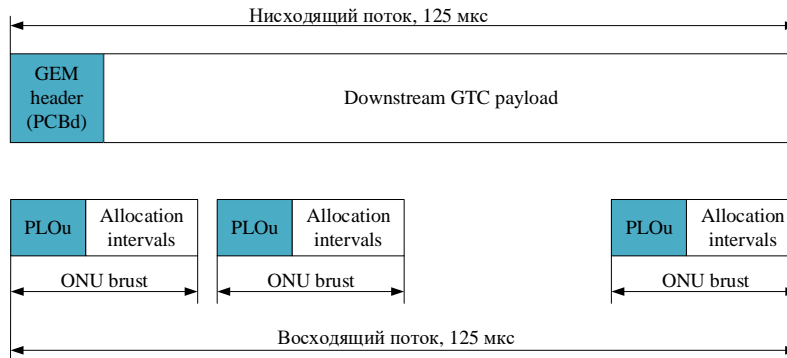 Нисходящий поток, 125 мкс
GEM
header
(PCBd)
Downstream GTC payload
PLOu
Allocation
intervals
PLOu
Allocation
intervals
PLOu
Allocation
intervals
ONU brust
ONU brust
ONU brust
Восходящий поток, 125 мкс